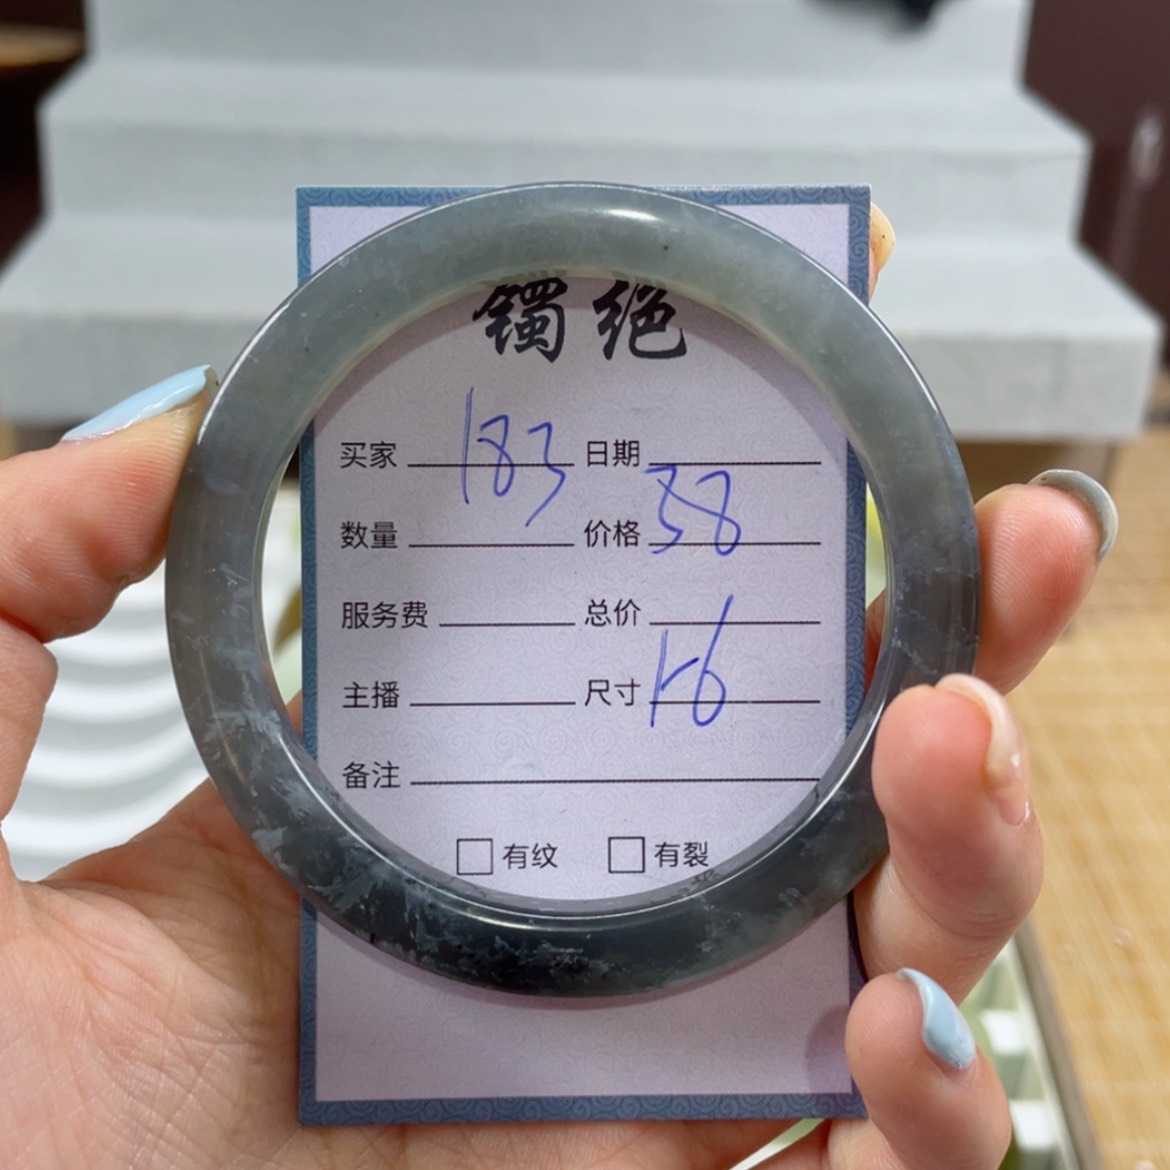 镯绝
买家 183 日期
数量 价格 38
服务费 总价
主播 尺寸 56
备注
有纹 有裂